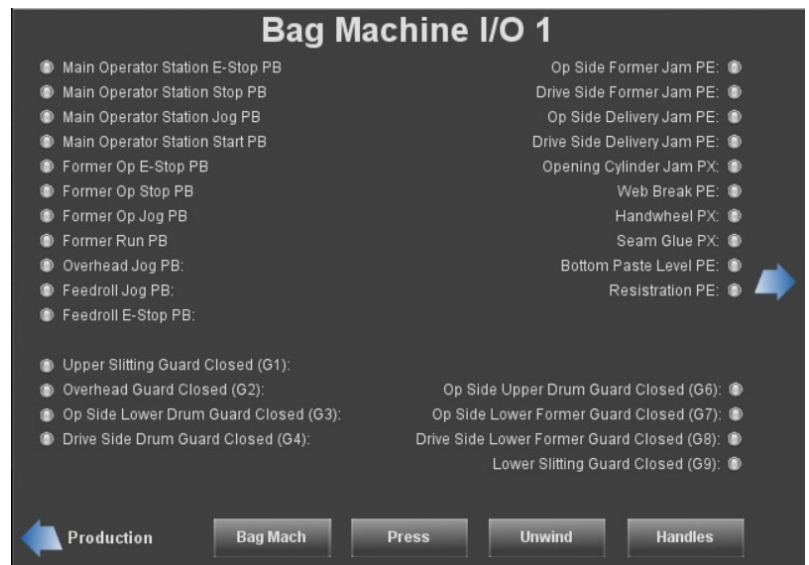 Bag Machine I/O 1
Main Operator Station E-Stop PB
Main Operator Station Stop PB
Main Operator Station Jog PB
Main Operator Station Start PB
Former Op E-Stop PB
Former Op Stop PB
Former Op Jog PB
Former Run PB
Overhead Jog PB:
Feedroll Jog PB:
Feedroll E-Stop PB:
Upper Slitting Guard Closed (G1):
Overhead Guard Closed (G2):
Op Side Lower Drum Guard Closed (G3):
Drive Side Drum Guard Closed (G4):
Op Side Former Jam PE:
Drive Side Former Jam PE:
Op Side Delivery Jam PE:
Drive Side Delivery Jam PE:
Opening Cylinder Jam PX:
Web Break PE:
Handwheel PX:
Seam Glue PX:
Bottom Paste Level PE:
Resistration PE:
Op Side Upper Drum Guard Closed (G6):
Op Side Lower Former Guard Closed (G7):
Drive Side Lower Former Guard Closed (G8):
Lower Slitting Guard Closed (G9):
Production
Bag Mach
Press
Unwind
Handles